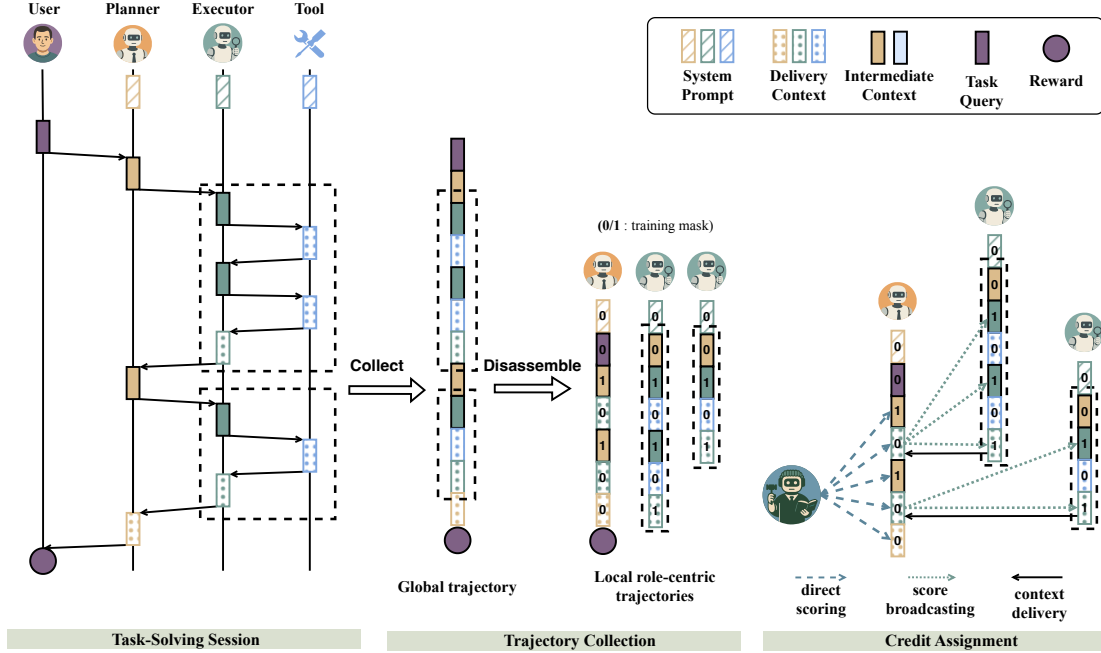 User
Planner
Executor
Tool
System
Prompt
Delivery
Context
Intermediate
Context
Task
Query
Reward
Collect
Disassemble
(0/1 : training mask)
0
0
1
0
1
0
0
0
0
1
0
1
0
1
0
0
1
0
1
Global trajectory
Local role-centric
trajectories
0
0
1
0
1
0
0
0
0
1
0
1
0
1
0
0
1
0
1
direct
scoring
score
broadcasting
context
delivery
Task-Solving Session
Trajectory Collection
Credit Assignment